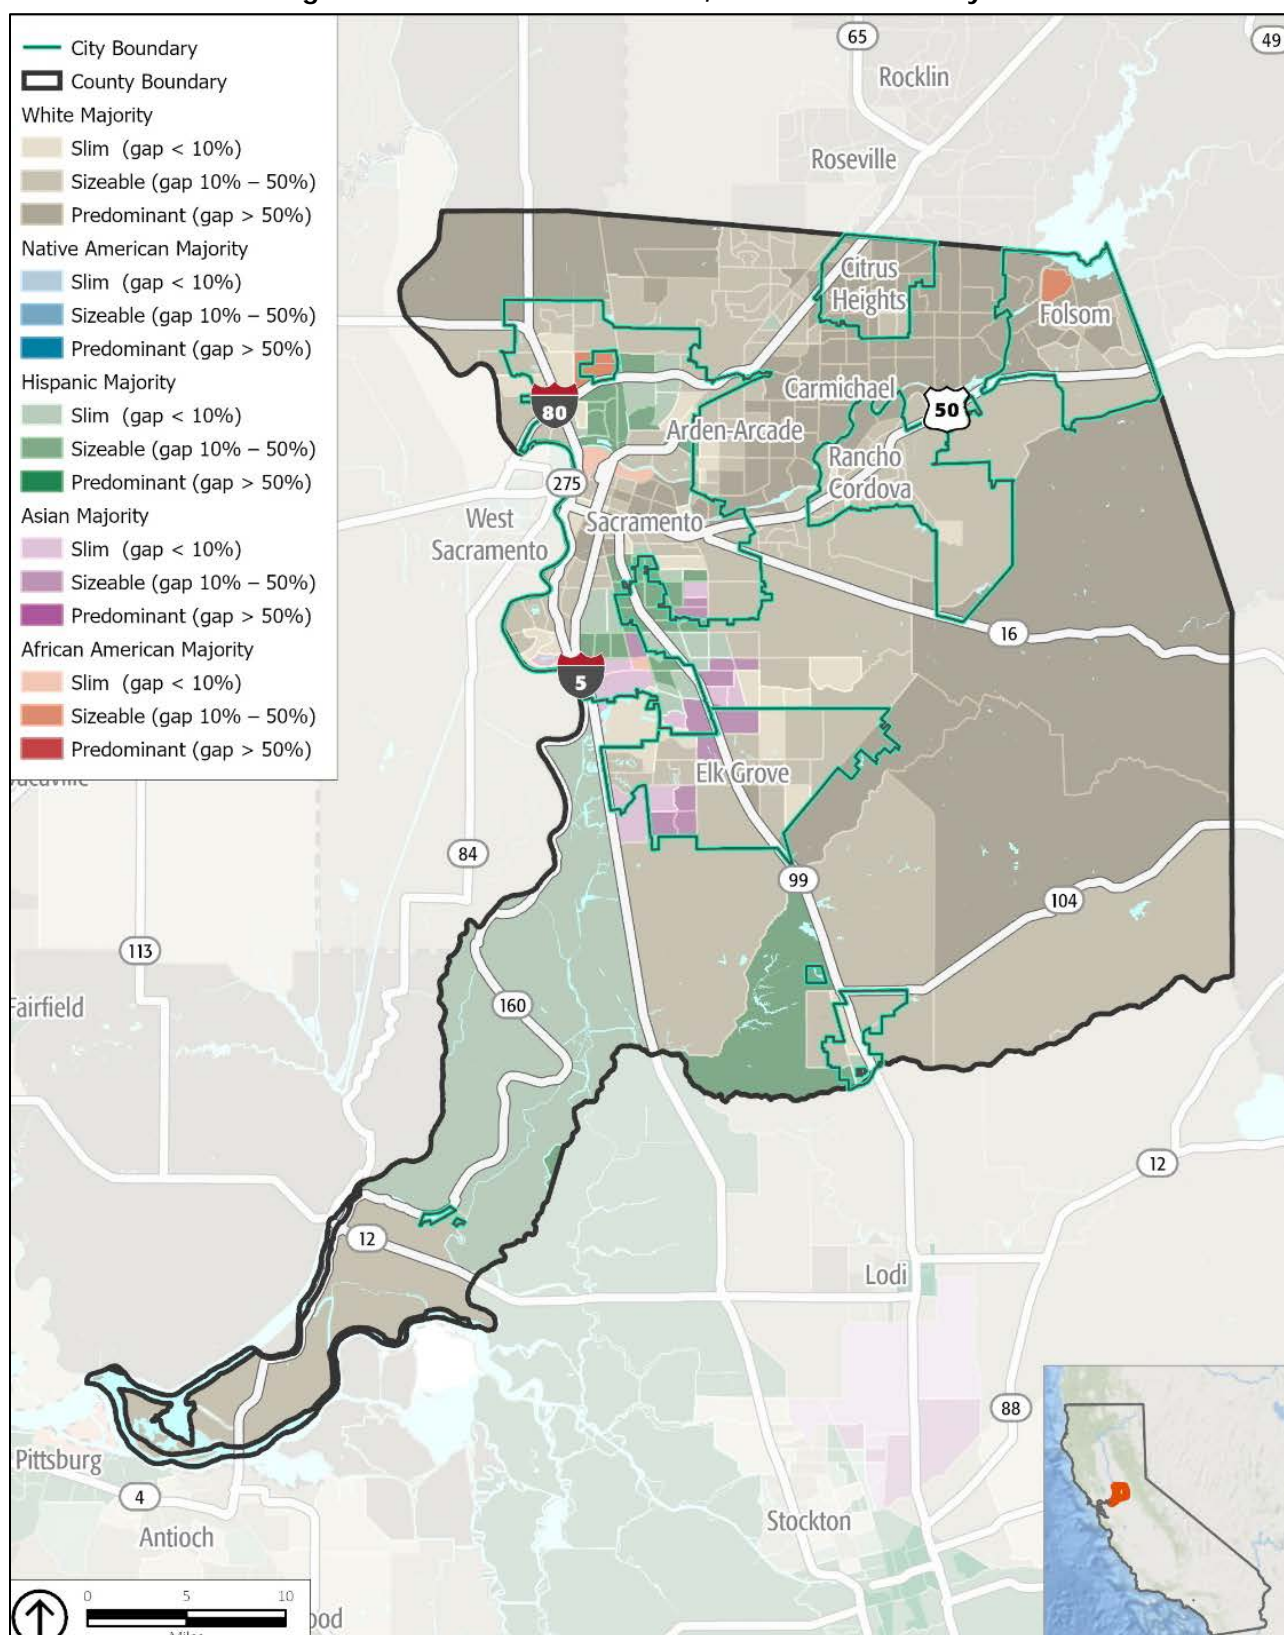 City Boundary
County Boundary
White Majority
Slim (gap < 10%)
Sizeable (gap 10% – 50%)
Predominant (gap > 50%)
Native American Majority
Slim (gap < 10%)
Sizeable (gap 10% – 50%)
Predominant (gap > 50%)
Hispanic Majority
Slim (gap < 10%)
Sizeable (gap 10% – 50%)
Predominant (gap > 50%)
Asian Majority
Slim (gap < 10%)
Sizeable (gap 10% – 50%)
Predominant (gap > 50%)
African American Majority
Slim (gap < 10%)
Sizeable (gap 10% – 50%)
Predominant (gap > 50%)
65
49
Rocklin
Roseville
Citrus
Heights
Folsom
Carmichael
80
50
Arden-Arcade
Rancho
Cordova
275
West
Sacramento
Sacramento
16
5
Elk Grove
84
99
104
113
160
Fairfield
12
12
Lodi
88
Pittsburg
4
Antioch
Stockton
0 5 10